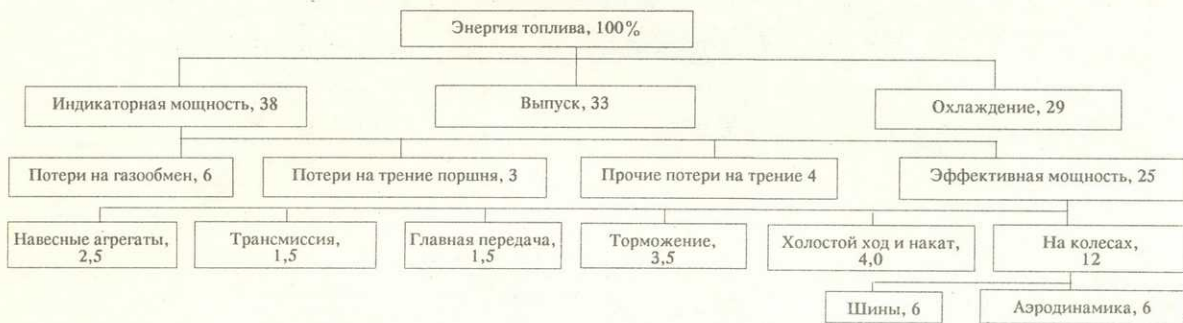 Энергия топлива, 100%
Индикаторная мощность, 38
Выпуск, 33
Охлаждение, 29
Потери на газообмен, 6
Потери на трение поршня, 3
Прочие потери на трение 4
Эффективная мощность, 25
Навесные агрегаты,
2,5
Трансмиссия,
1,5
Главная передача,
1,5
Торможение,
3,5
Холостой ход и накат,
4,0
На колесах,
12
Шины, 6
Аэродинамика, 6